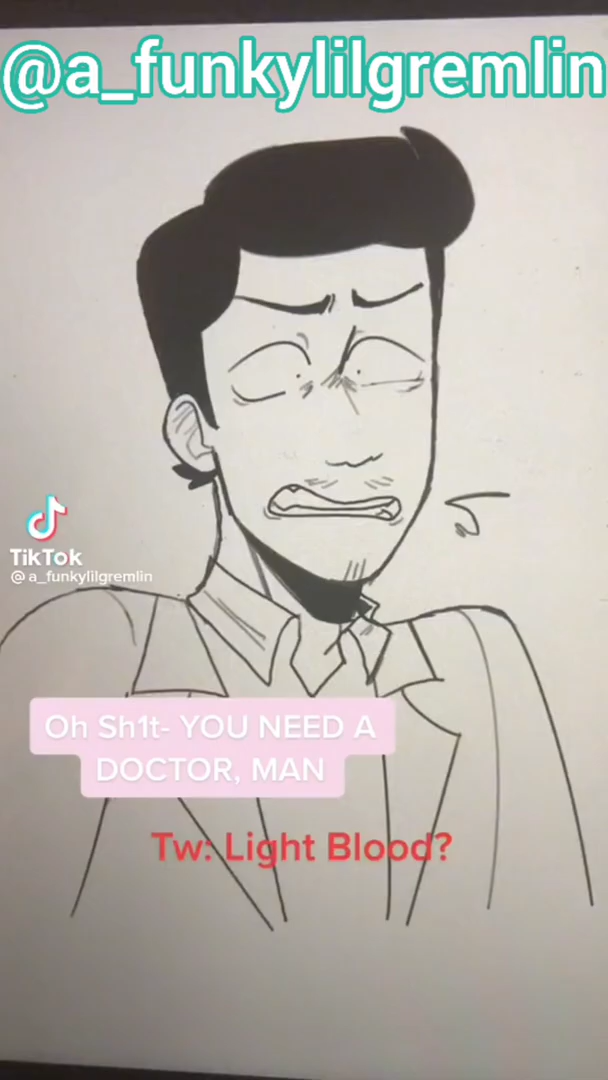 @a_funkylilgremlin
TikTok
@a_funkylilgremlin
Oh Sh1t- YOU NEED A
DOCTOR, MAN
Tw: Light Blood?